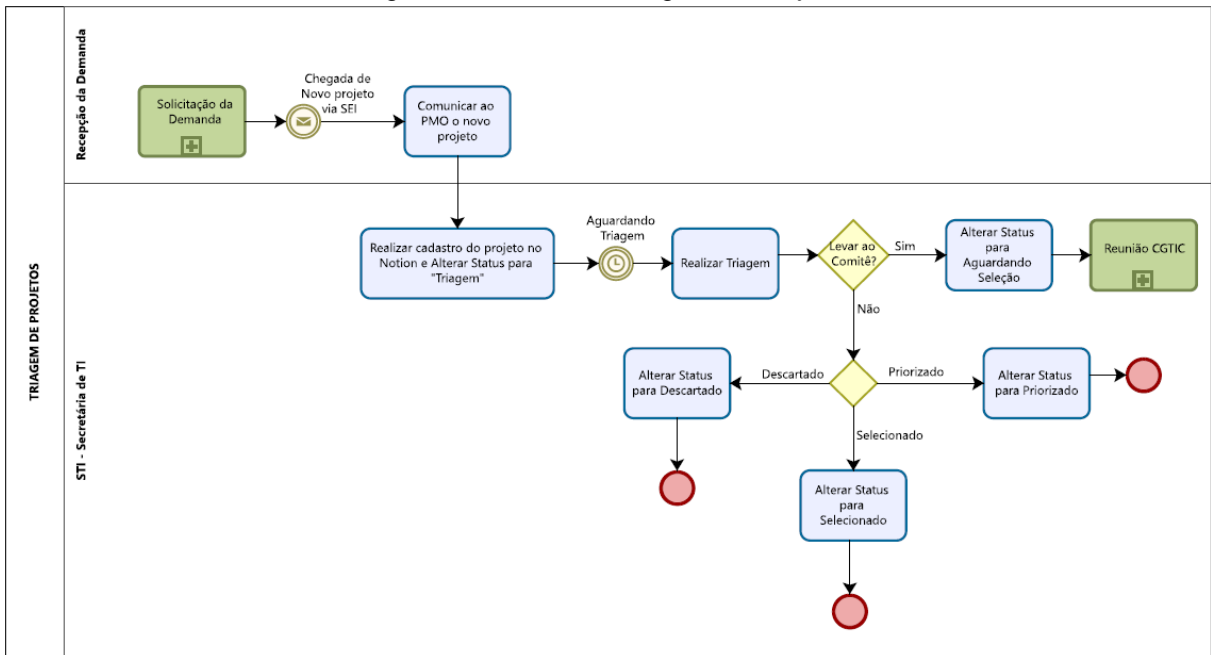 TRIAGEM DE PROJETOS
Recepção da Demanda
Solicitação da
Demanda
Chegada de
Novo projeto
via SEI
Comunicar ao
PMO o novo
projeto
STI - Secretária de TI
Realizar cadastro do projeto no
Notion e Alterar Status para
"Triagem"
Aguardando
Triagem
Realizar Triagem
Levar ao
Comitê?
Sim
Alterar Status
para
Aguardando
Seleção
Reunião CGTIC
Não
Alterar Status
para Descartado
Descartado
Priorizado
Alterar Status
para Priorizado
Selecionado
Alterar Status
para
Selecionado